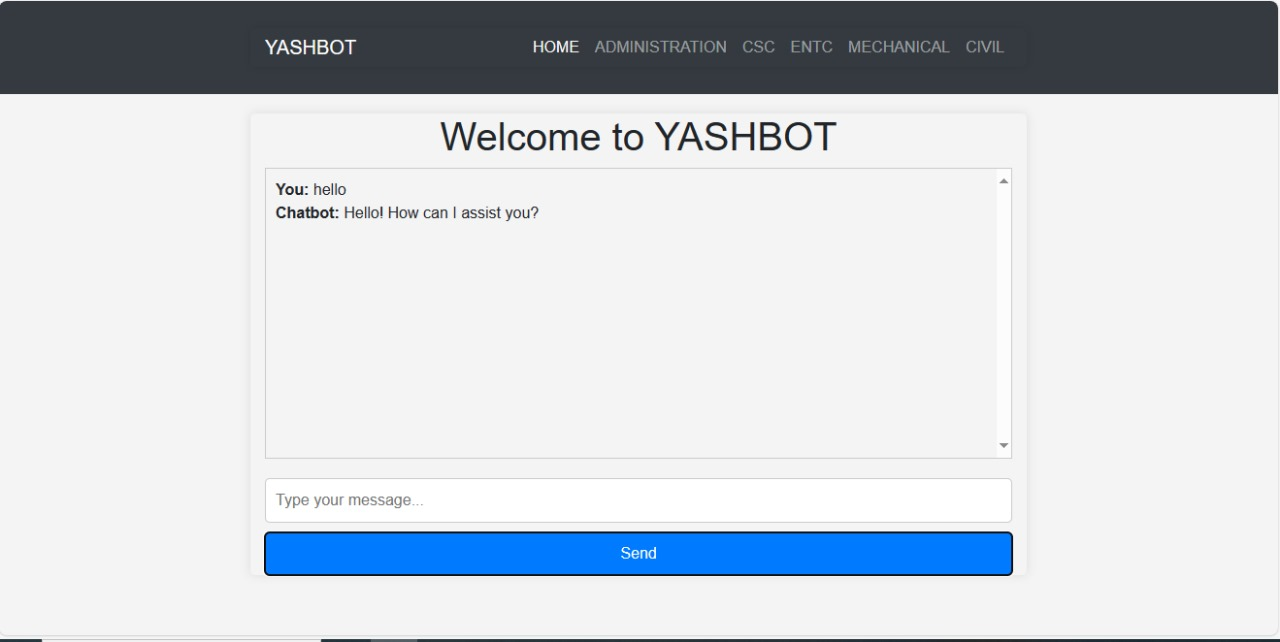 YASHBOT HOME ADMINISTRATION CSC ENTC MECHANICAL CIVIL
Welcome to YASHBOT
You: hello
Chatbot: Hello! How can I assist you?
Type your message...
Send